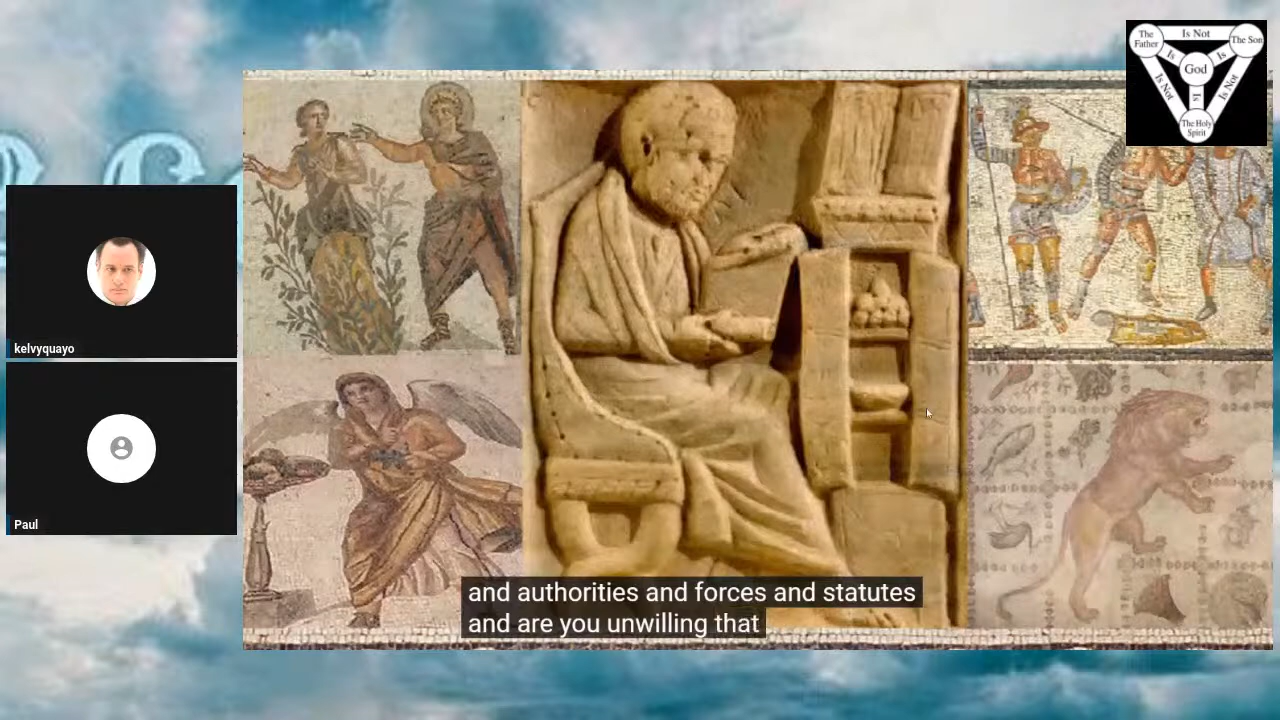 The
Father
Is Not
The Son
Is
Is
God
Is Not
Is
Is Not
The Holy
Spirit
kelvyquayo
Paul
and authorities and forces and statutes
and are you unwilling that